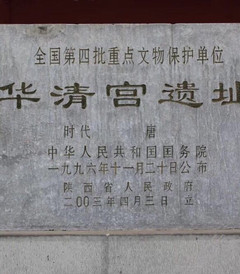 全国第四批重点文物保护单位
华清宫遗址
时代 唐
中华人民共和国国务院
一九九六年十一月二十日公布
陕西省人民政府
二〇〇三年四月三日立